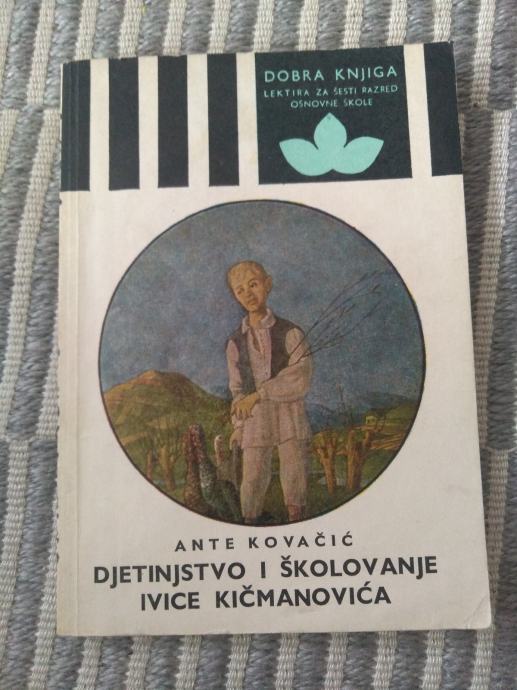 DOBRA KNJIGA
LEKTIRA ZA ŠESTI RAZRED
OSNOVNE ŠKOLE
ANTE KOVAČIĆ
DJETINJSTVO I ŠKOLOVANJE
IVICE KIČMANOVIĆA